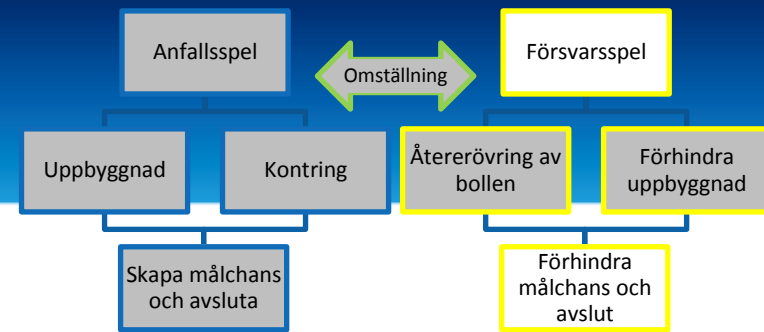 Anfallsspel
Omställning
Försvarsspel
Uppbyggnad
Kontring
Återerövring av
bollen
Förhindra
uppbyggnad
Skapa målchans
och avsluta
Förhindra
målchans och
avslut